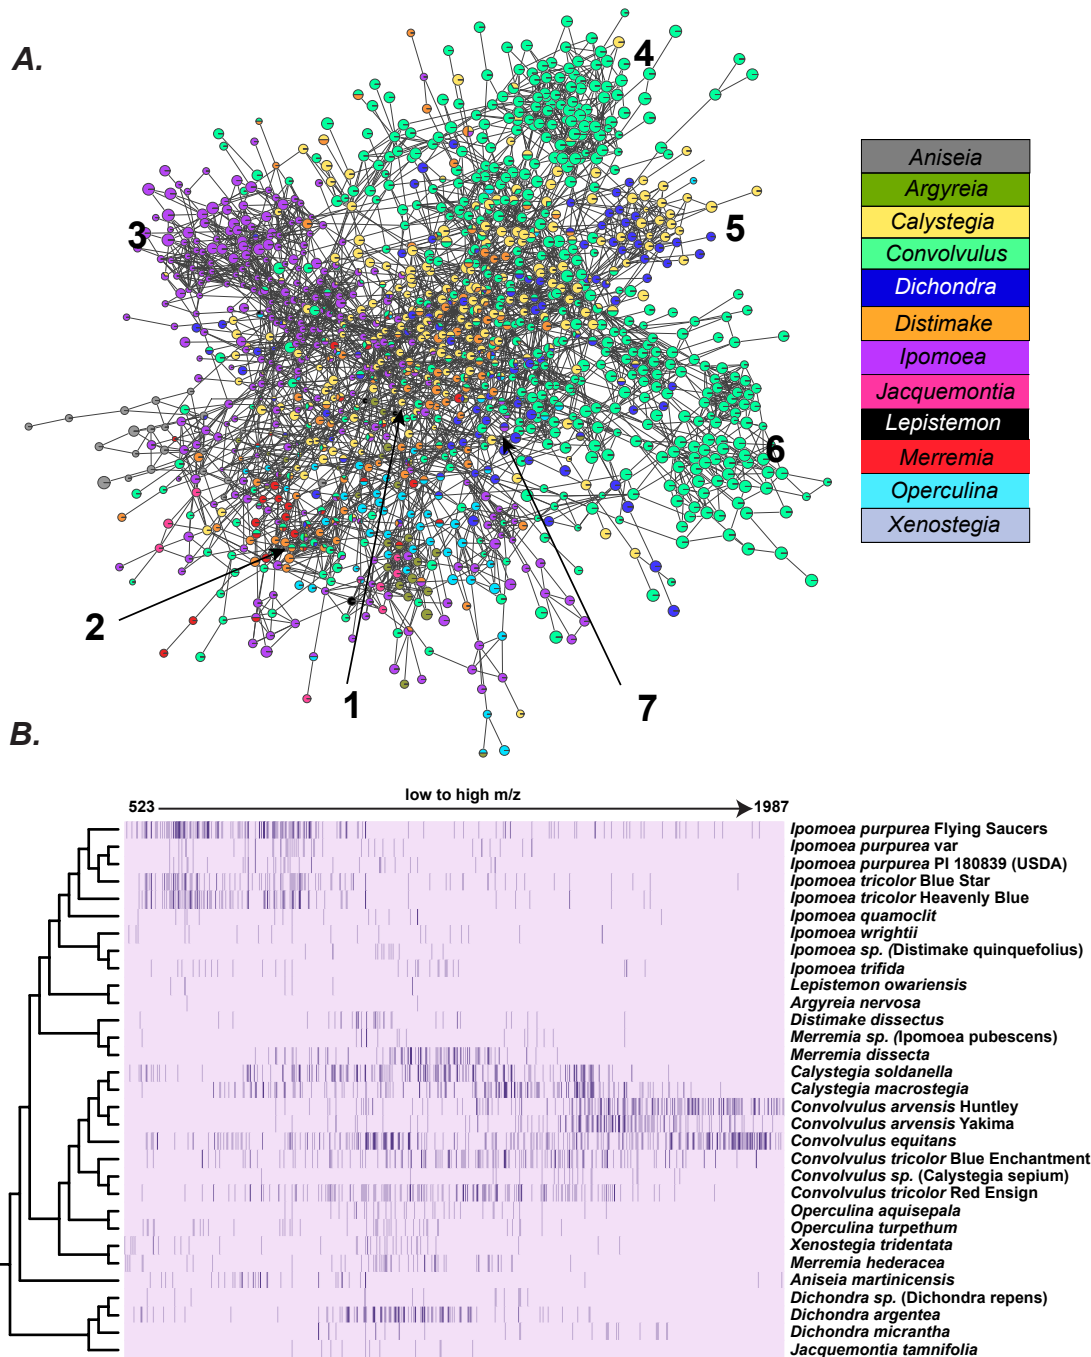 A.
4
3
5
6
2
1
7
Aniseia
Argyreia
Calystegia
Convolvulus
Dichondra
Distimake
Ipomoea
Jacquemontia
Lepistemon
Merremia
Operculina
Xenostegia
B.
low to high m/z
523
1987
Ipomoea purpurea Flying Saucers
Ipomoea purpurea var
Ipomoea purpurea PI 180839 (USDA)
Ipomoea tricolor Blue Star
Ipomoea tricolor Heavenly Blue
Ipomoea quamoclit
Ipomoea wrightii
Ipomoea sp. (Distimake quinquefolius)
Ipomoea trifida
Lepistemon owariensis
Argyreia nervosa
Distimake dissectus
Merremia sp. (Ipomoea pubescens)
Merremia dissecta
Calystegia soldanella
Calystegia macrostegia
Convolvulus arvensis Huntley
Convolvulus arvensis Yakima
Convolvulus equitans
Convolvulus tricolor Blue Enchantment
Convolvulus sp. (Calystegia sepium)
Convolvulus tricolor Red Ensign
Operculina aquisepala
Operculina turpethum
Xenostegia tridentata
Merremia hederacea
Aniseia martinicensis
Dichondra sp. (Dichondra repens)
Dichondra argentea
Dichondra micrantha
Jacquemontia tamnifolia